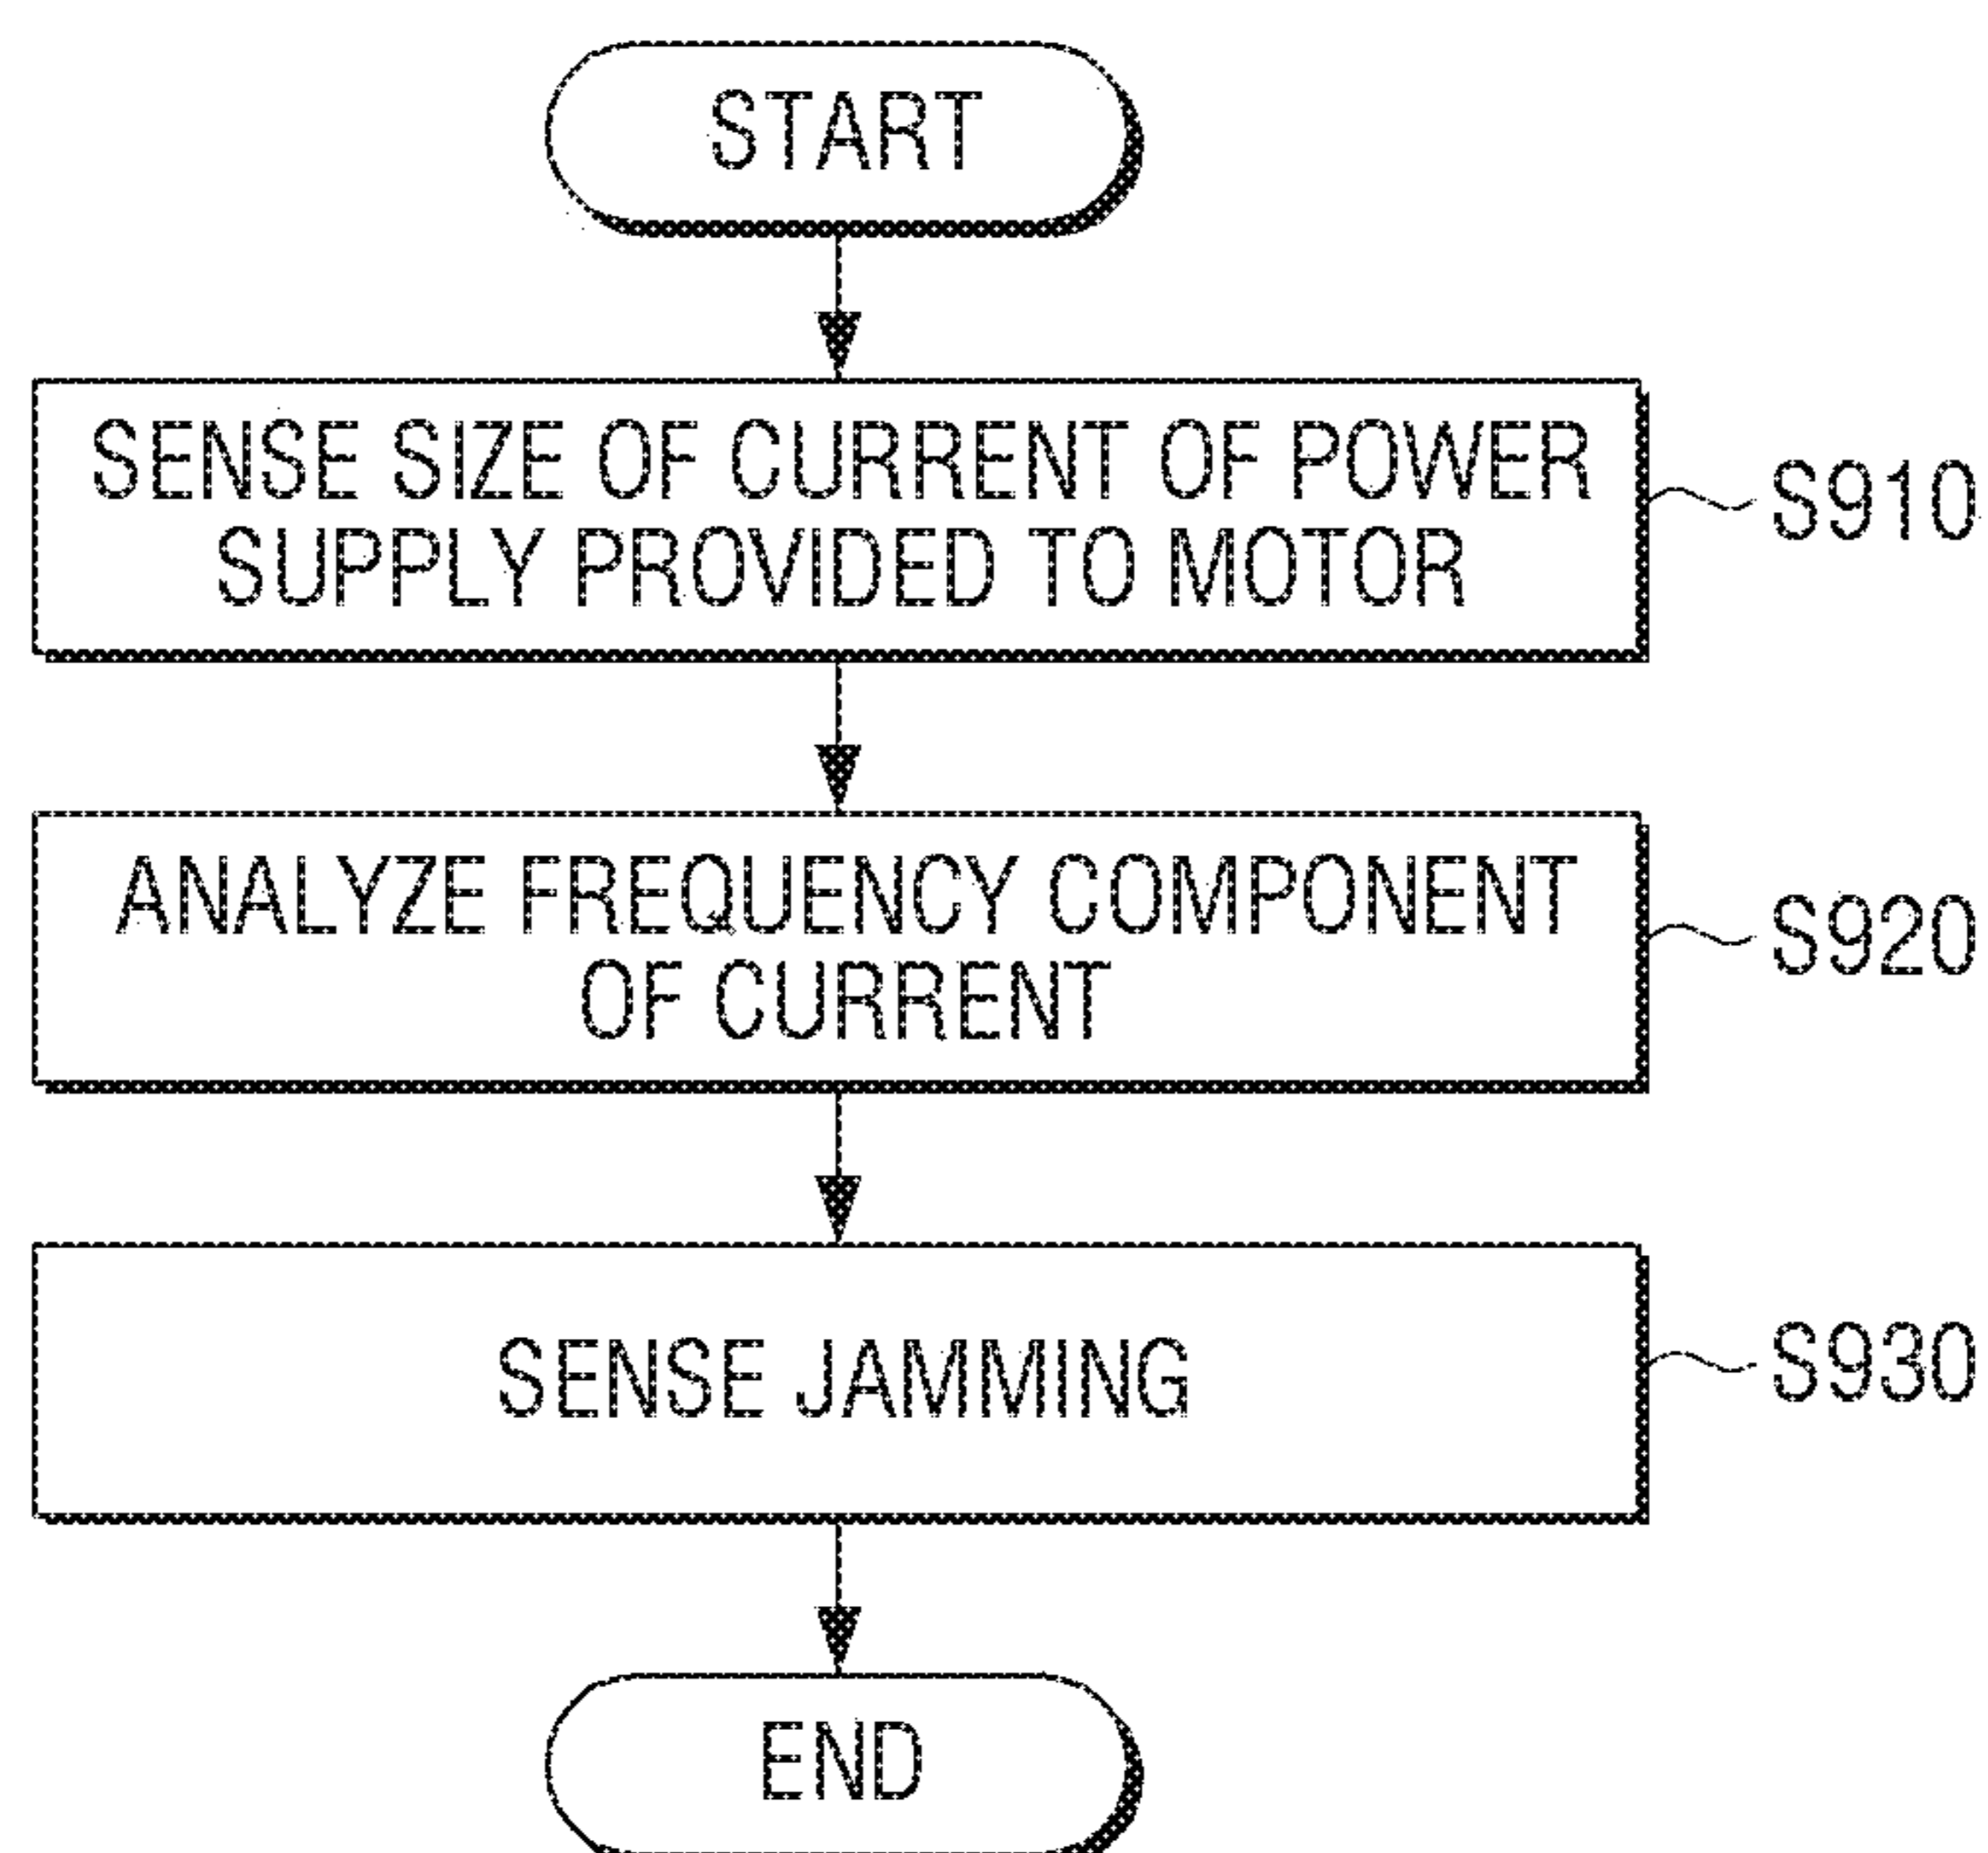 START
SENSE SIZE OF CURRENT OF POWER
SUPPLY PROVIDED TO MOTOR
S910
ANALYZE FREQUENCY COMPONENT
OF CURRENT
S920
SENSE JAMMING
S930
END